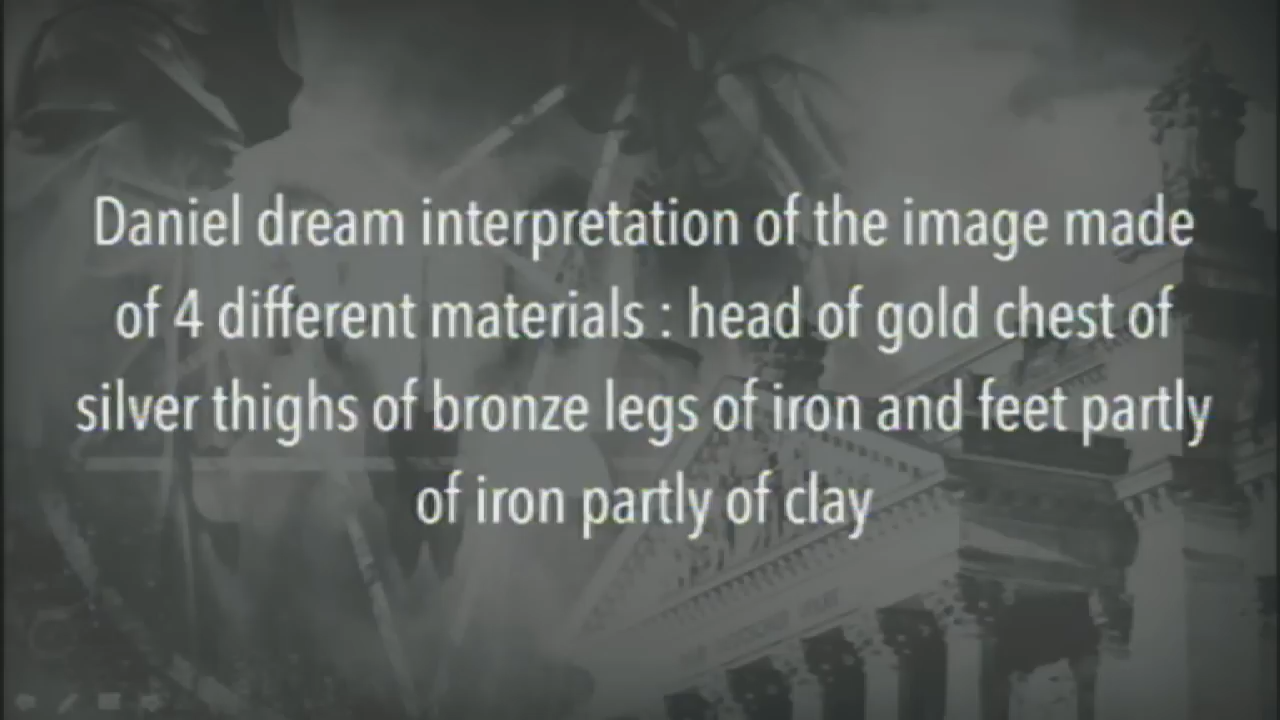 Daniel dream interpretation of the image made
of 4 different materials : head of gold chest of
silver thighs of bronze legs of iron and feet partly
of iron partly of clay